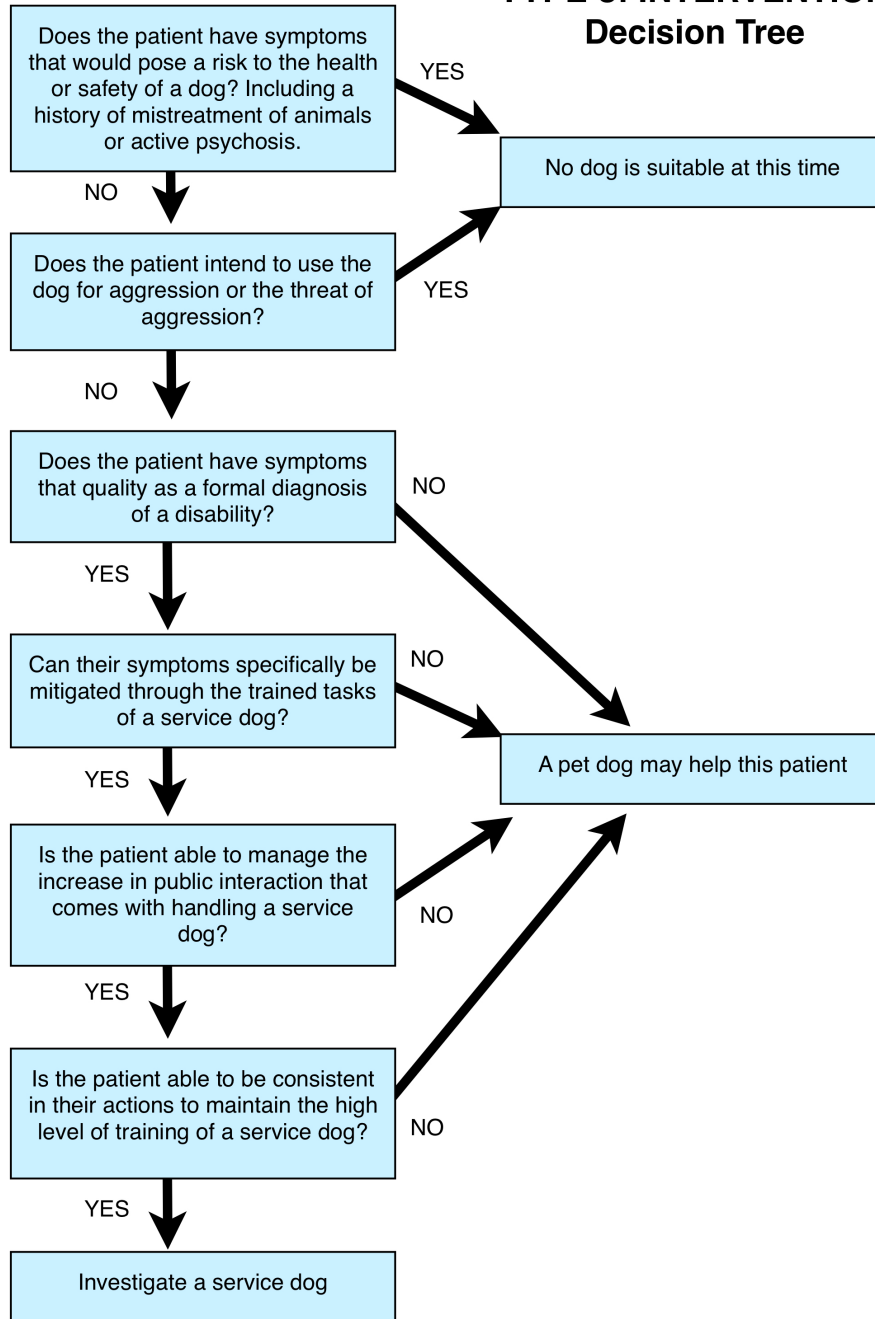 Decision Tree
Does the patient have symptoms
that would pose a risk to the health
or safety of a dog? Including a
history of mistreatment of animals
or active psychosis.
YES
No dog is suitable at this time
NO
Does the patient intend to use the
dog for aggression or the threat of
aggression?
YES
NO
Does the patient have symptoms
that quality as a formal diagnosis
of a disability?
NO
YES
Can their symptoms specifically be
mitigated through the trained tasks
of a service dog?
NO
A pet dog may help this patient
YES
Is the patient able to manage the
increase in public interaction that
comes with handling a service
dog?
NO
YES
Is the patient able to be consistent
in their actions to maintain the high
level of training of a service dog?
NO
YES
Investigate a service dog